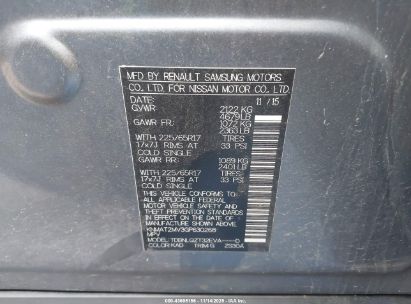 MFD BY RENAULT SAMSUNG MOTORS
CO., LTD. FOR NISSAN MOTOR CO., LTD.
DATE: 11 / 15
GVWR 2122 KG
4679LB
GAWR FR: 1072 KG
2363LB
WITH 225/65R17 TIRES
17x7J RIMS AT 33 PSI
COLD SINGLE
GAWR RR: 1089 KG
2401LB
WITH 225/65R17 TIRES
17x7J RIMS AT 33 PSI
COLD SINGLE
THIS VEHICLE CONFORMS TO ALL
APPLICABLE FEDERAL MOTOR
VEHICLE SAFETY AND THEFT
PREVENTION STANDARDS IN
EFFECT ON THE DATE OF
MANUFACTURE SHOWN ABOVE.
MPV
MODEL
COLOR KAD TRIM